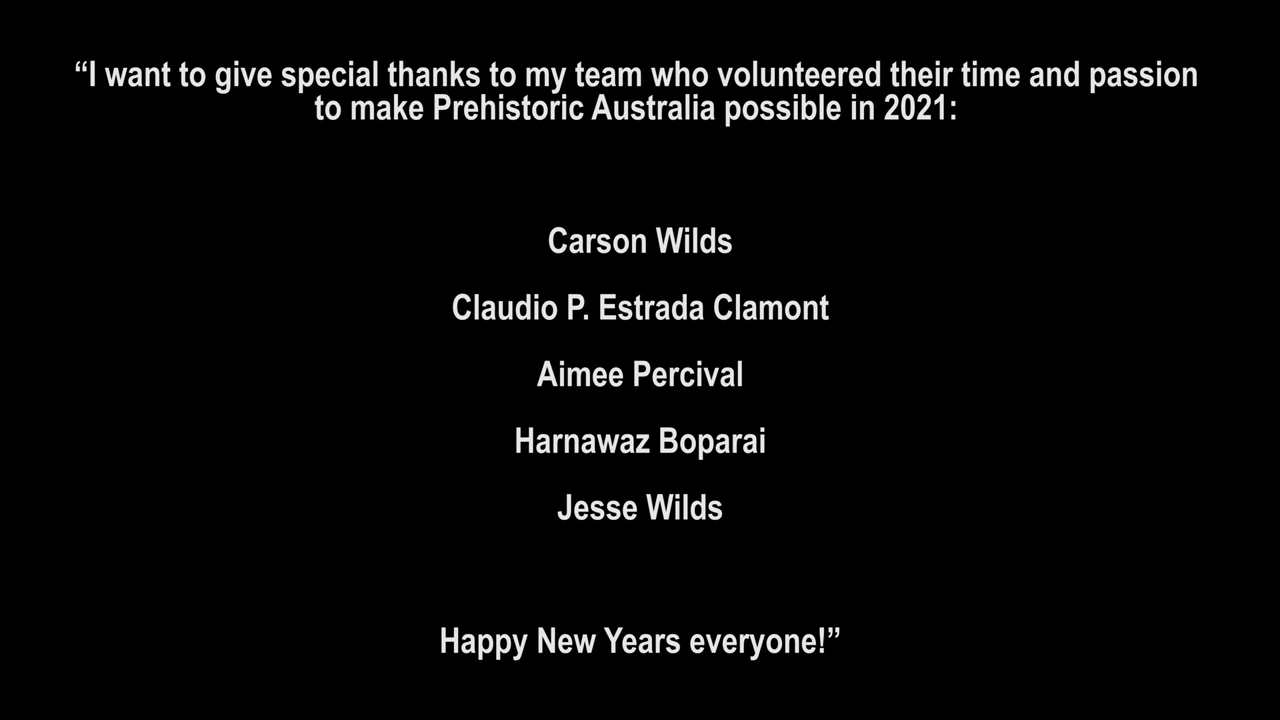 “I want to give special thanks to my team who volunteered their time and passion
to make Prehistoric Australia possible in 2021:
Carson Wilds
Claudio P. Estrada Clamont
Aimee Percival
Harnawaz Boparai
Jesse Wilds
Happy New Years everyone!”